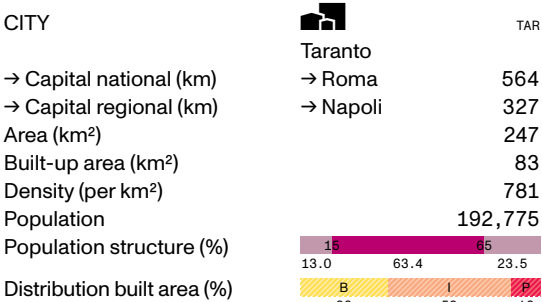 CITY TAR
Taranto
→ Capital national (km) → Roma 564
→ Capital regional (km) → Napoli 327
Area (km²) 247
Built-up area (km²) 83
Density (per km²) 781
Population 192,775
Population structure (%) 15 65
13.0 63.4 23.5
Distribution built area (%) B I P